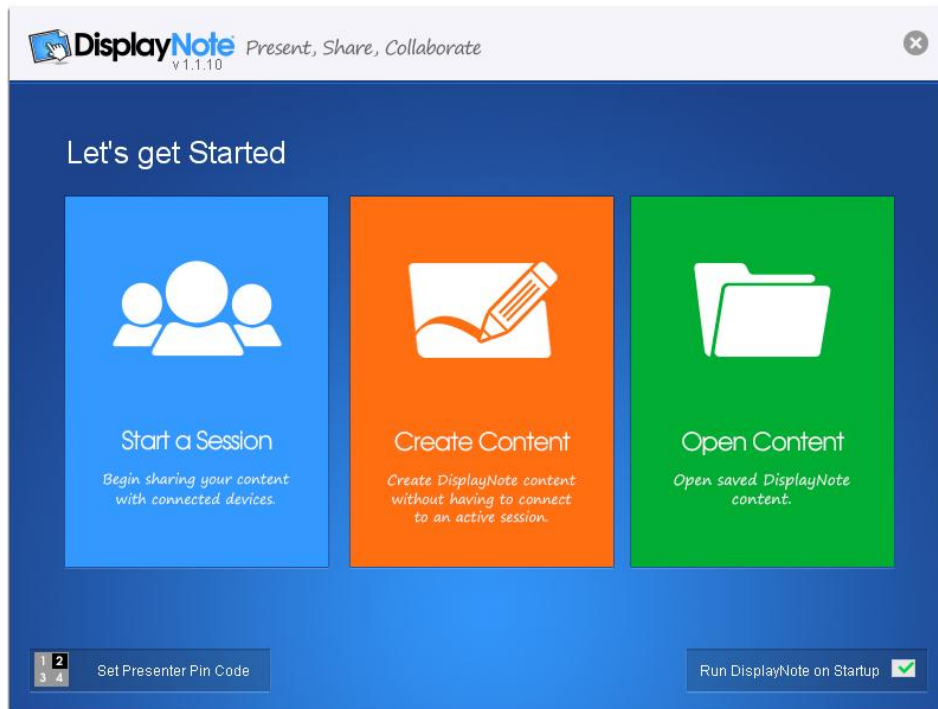 DisplayNote Present, Share, Collaborate
v 1.1.10
Let's get Started
Start a Session
Begin sharing your content
with connected devices.
Create Content
Create DisplayNote content
without having to connect
to an active session.
Open Content
Open saved DisplayNote
content.
1 2
3 4
Set Presenter Pin Code
Run DisplayNote on Startup